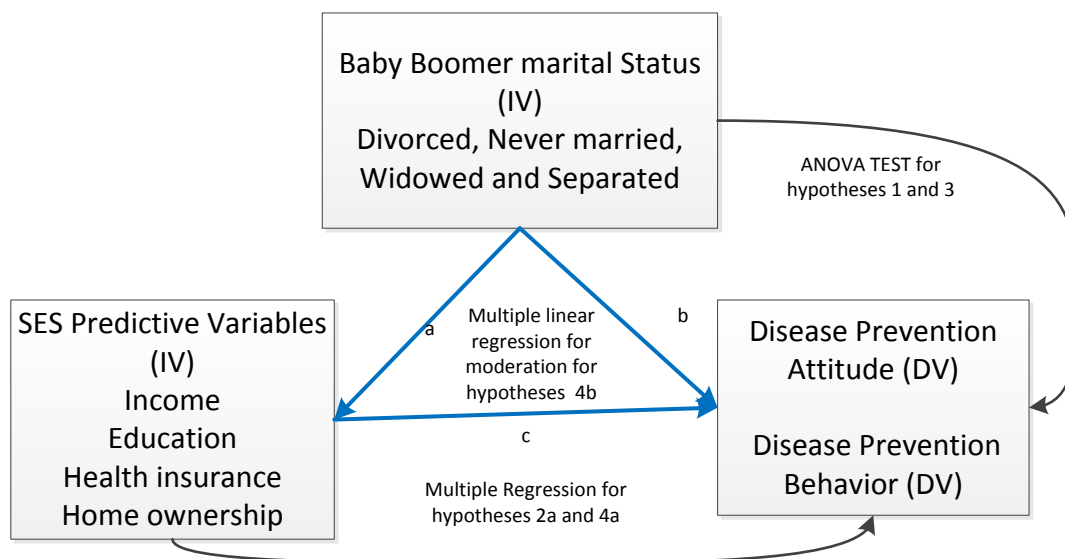 Baby Boomer marital Status
(IV)
Divorced, Never married,
Widowed and Separated
ANOVA TEST for
hypotheses 1 and 3
SES Predictive Variables
(IV)
Income
Education
Health insurance
Home ownership
a
Multiple linear
regression for
moderation for
hypotheses 4b
b
c
Disease Prevention
Attitude (DV)
Disease Prevention
Behavior (DV)
Multiple Regression for
hypotheses 2a and 4a